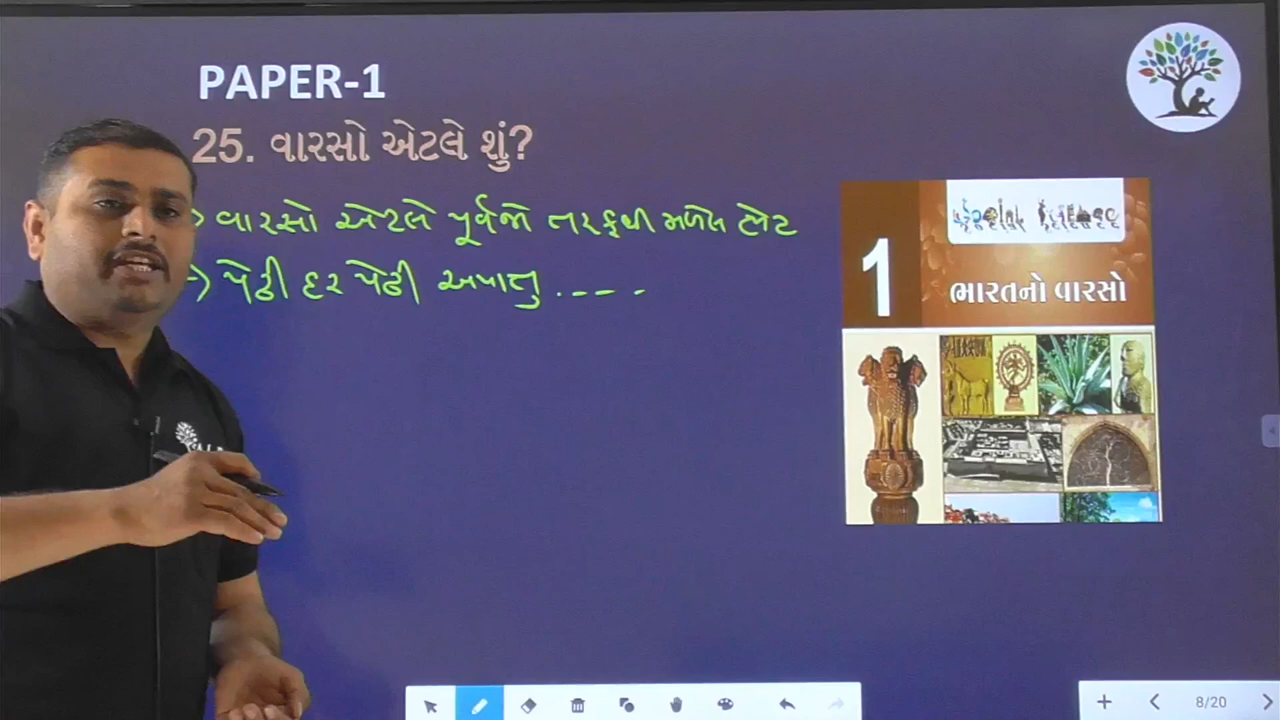 PAPER-1
25. વારસો એટલે શું?
→ વારસો એટલે પૂર્વજો તરફથી મળેલ ભેટ
→ પેઢી દર પેઢી અપાતુ ....
1
ભારતનો વારસો
8/20